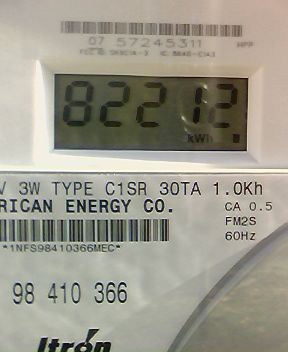 07 57245311
82212
kWh
V 3W TYPE C1SR 30TA 1.0Kh
RICAN ENERGY CO.
CA 0.5
FM2S
60Hz
*1NFS98410366MEC*
98 410 366
Itrón